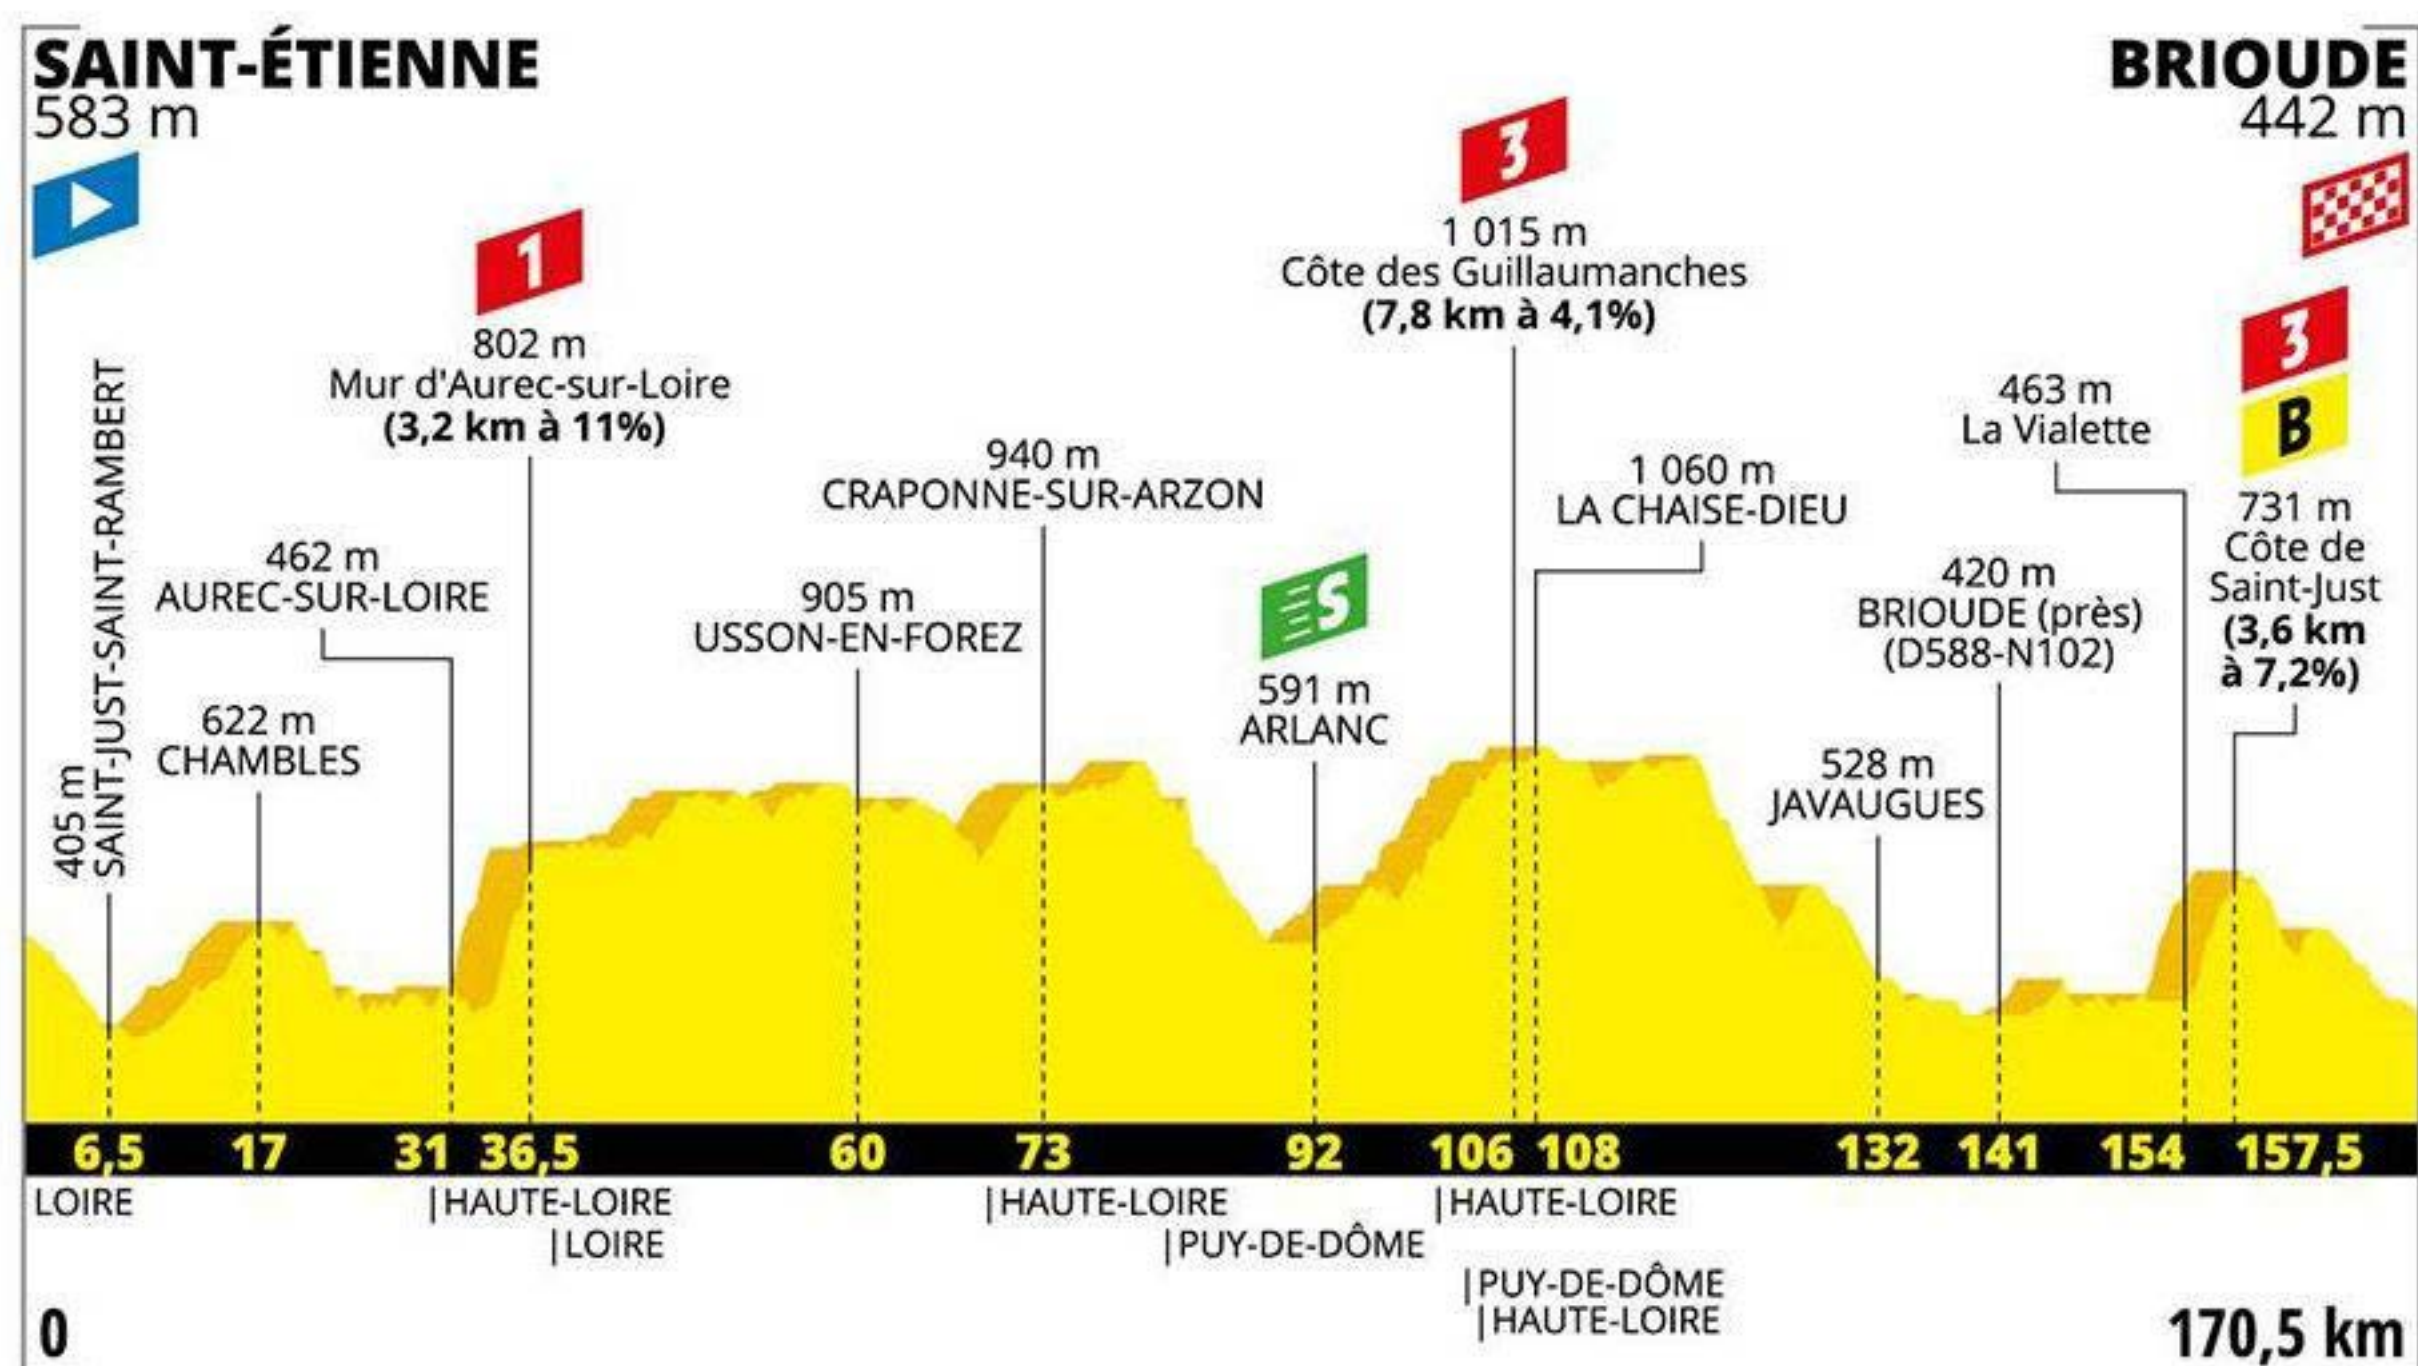 SAINT-ÉTIENNE
583 m
BRIOUDE
442 m
405 m
SAINT-JUST-SAINT-RAMBERT
622 m
CHAMBLES
462 m
AUREC-SUR-LOIRE
1
802 m
Mur d'Aurec-sur-Loire
(3,2 km à 11%)
905 m
USSON-EN-FOREZ
940 m
CRAPONNE-SUR-ARZON
S
591 m
ARLANC
3
1 015 m
Côte des Guillaumanches
(7,8 km à 4,1%)
1 060 m
LA CHAISE-DIEU
528 m
JAVAUGUES
420 m
BRIOUDE (près)
(D588-N102)
463 m
La Vialette
3
B
731 m
Côte de
Saint-Just
(3,6 km
à 7,2%)
6,5 17 31 36,5 60 73 92 106 108 132 141 154 157,5
LOIRE |HAUTE-LOIRE |HAUTE-LOIRE |HAUTE-LOIRE
|LOIRE |PUY-DE-DÔME
|PUY-DE-DÔME
|HAUTE-LOIRE
0 170,5 km